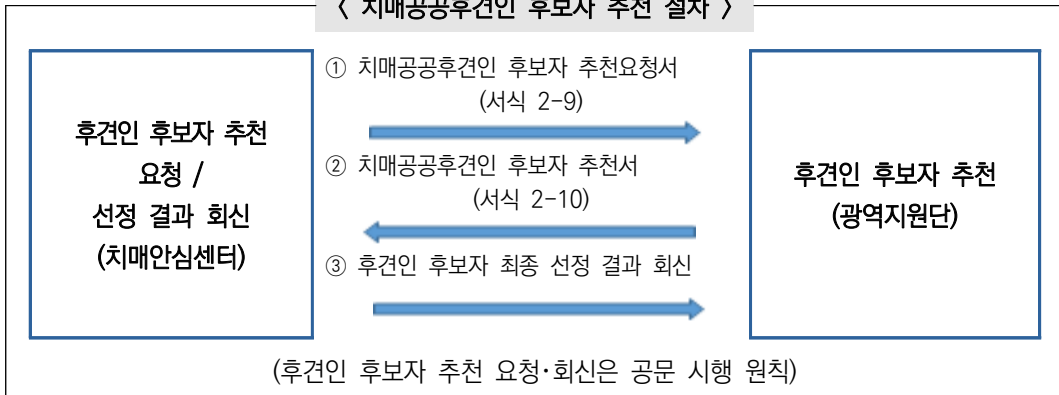 < 치매공공후견인 후보자 추천 절차 >
후견인 후보자 추천
요청 /
선정 결과 회신
(치매안심센터)
① 치매공공후견인 후보자 추천요청서
(서식 2-9)
② 치매공공후견인 후보자 추천서
(서식 2-10)
③ 후견인 후보자 최종 선정 결과 회신
후견인 후보자 추천
(광역지원단)
(후견인 후보자 추천 요청·회신은 공문 시행 원칙)